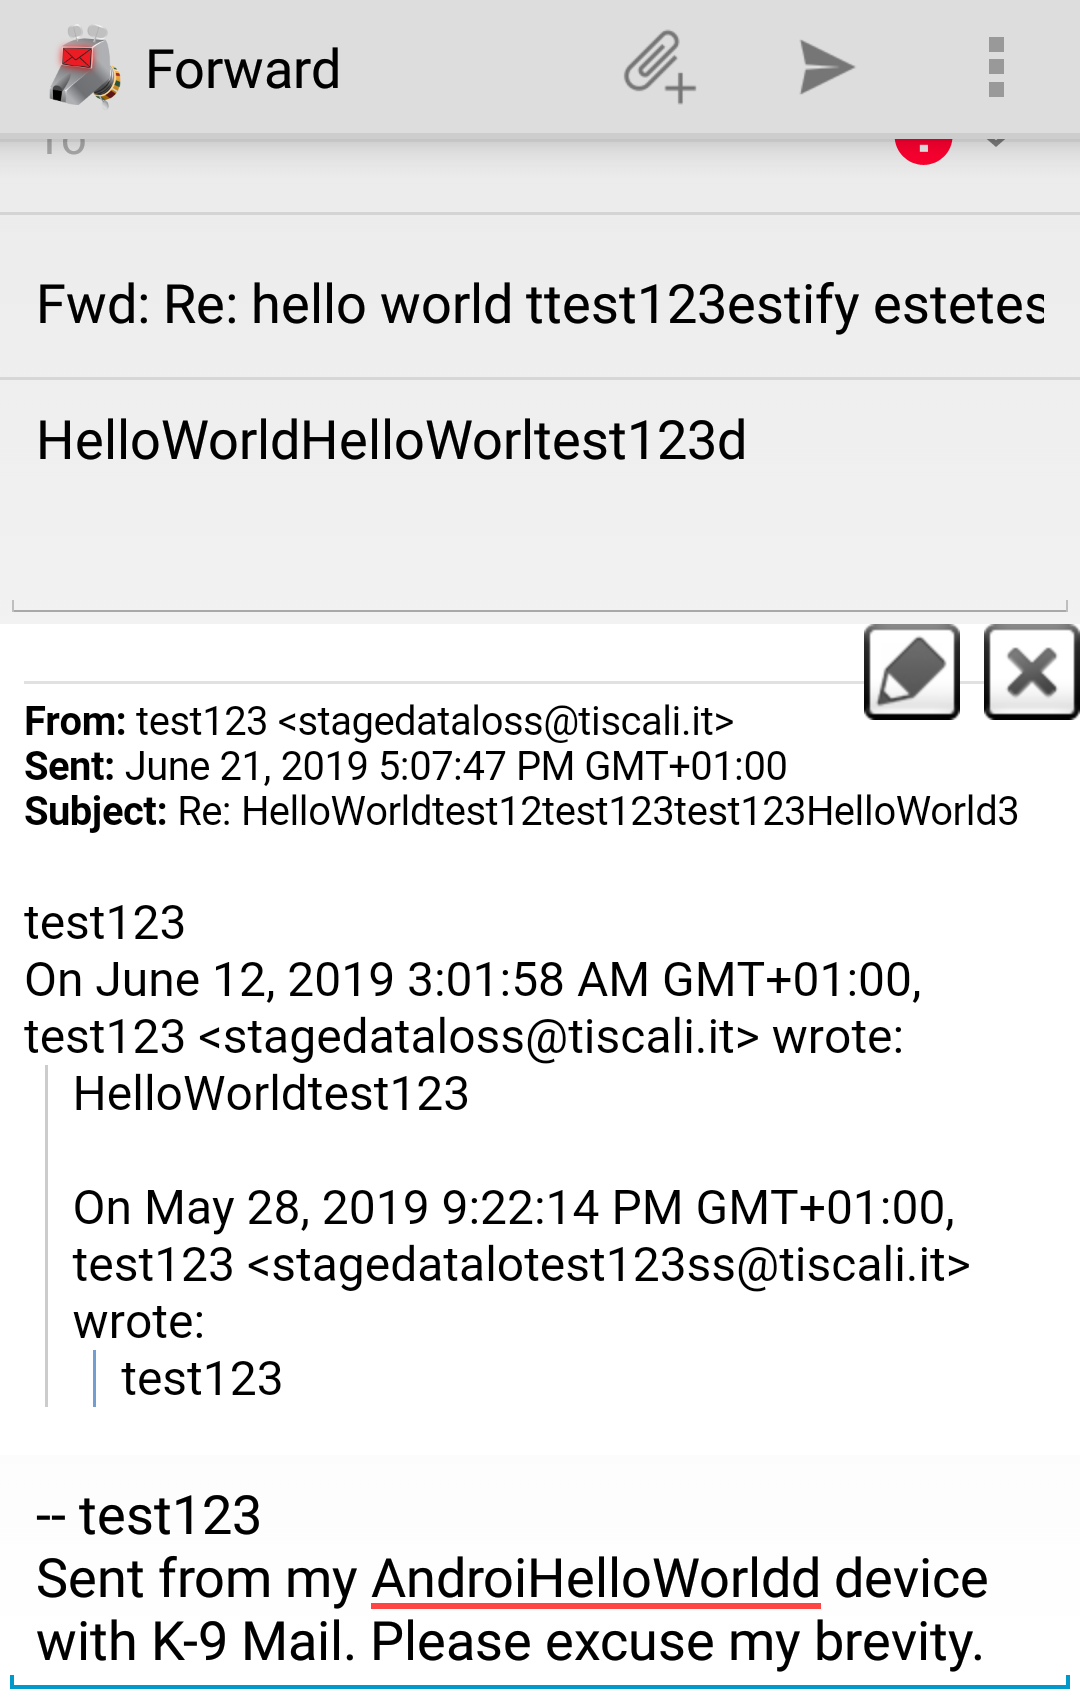 Forward
To
Fwd: Re: hello world ttest123estify estetes
HelloWorldHelloWorltest123d
From: test123 <stagedataloss@tiscali.it>
Sent: June 21, 2019 5:07:47 PM GMT+01:00
Subject: Re: HelloWorldtest12test123test123HelloWorld3
test123
On June 12, 2019 3:01:58 AM GMT+01:00,
test123 <stagedataloss@tiscali.it> wrote:
HelloWorldtest123
On May 28, 2019 9:22:14 PM GMT+01:00,
test123 <stagedatalotest123ss@tiscali.it>
wrote:
test123
-- test123
Sent from my AndroiHelloWorldd device
with K-9 Mail. Please excuse my brevity.